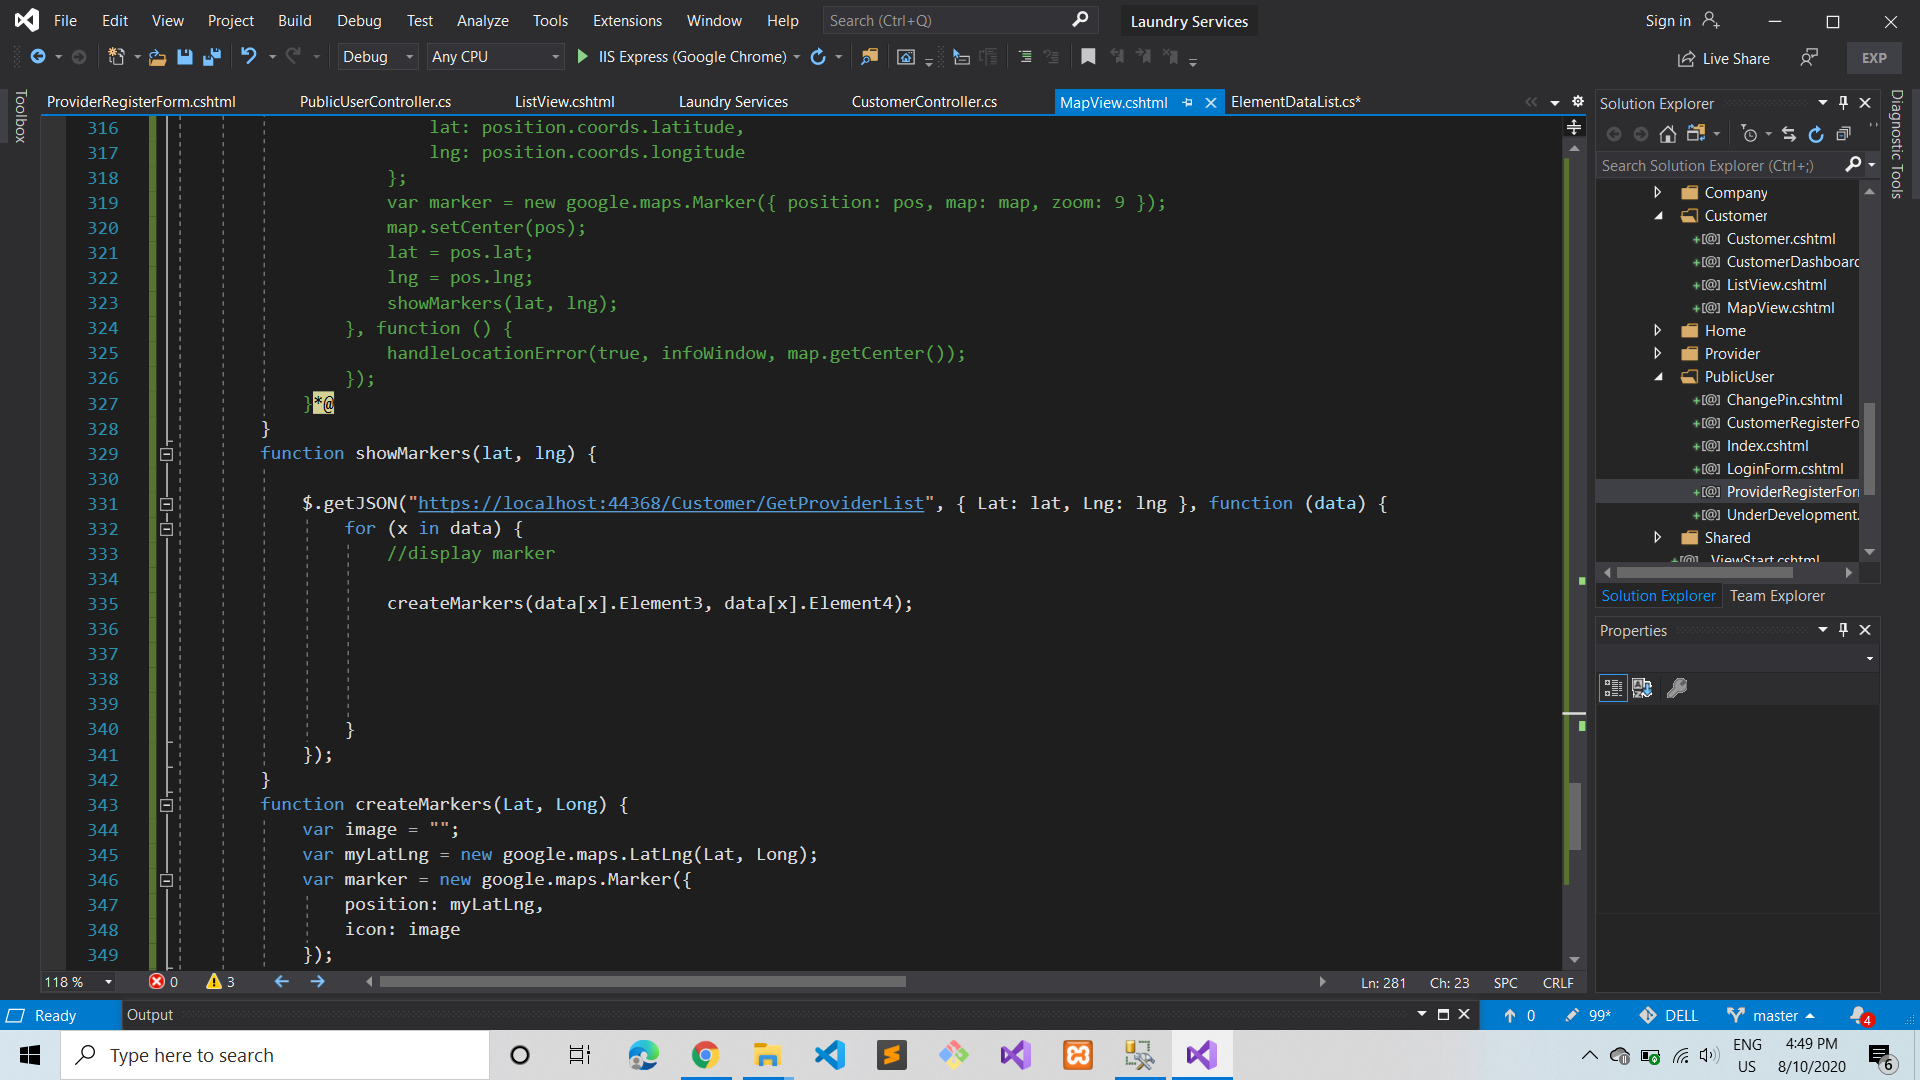 File Edit View Project Build Debug Test Analyze Tools Extensions Window Help Search (Ctrl+Q) Laundry Services Sign in
Debug Any CPU IIS Express (Google Chrome) Live Share EXP
Toolbox
ProviderRegisterForm.cshtml PublicUserController.cs ListView.cshtml Laundry Services CustomerController.cs MapView.cshtml ElementDataList.cs*
316 lat: position.coords.latitude,
317 lng: position.coords.longitude
318 };
319 var marker = new google.maps.Marker({ position: pos, map: map, zoom: 9 });
320 map.setCenter(pos);
321 lat = pos.lat;
322 lng = pos.lng;
323 showMarkers(lat, lng);
324 }, function () {
325 handleLocationError(true, infoWindow, map.getCenter());
326 });
327 }*@
328 }
329 function showMarkers(lat, lng) {
330
331 $.getJSON("https://localhost:44368/Customer/GetProviderList", { Lat: lat, Lng: lng }, function (data) {
332 for (x in data) {
333 //display marker
334
335 createMarkers(data[x].Element3, data[x].Element4);
336
337
338
339
340 }
341 });
342 }
343 function createMarkers(Lat, Long) {
344 var image = "";
345 var myLatLng = new google.maps.LatLng(Lat, Long);
346 var marker = new google.maps.Marker({
347 position: myLatLng,
348 icon: image
349 });
118 % 0 3 Ln: 281 Ch: 23 SPC CRLF
Solution Explorer
Search Solution Explorer (Ctrl+;)
Company
Customer
Customer.cshtml
CustomerDashboard
ListView.cshtml
MapView.cshtml
Home
Provider
PublicUser
ChangePin.cshtml
CustomerRegisterFo
Index.cshtml
LoginForm.cshtml
ProviderRegisterFor
UnderDevelopment.
Shared
_ViewStart.cshtml
Solution Explorer Team Explorer
Properties
Diagnostic Tools
Ready Output 0 99* DELL master 4
Type here to search ENG US 4:49 PM 8/10/2020 6